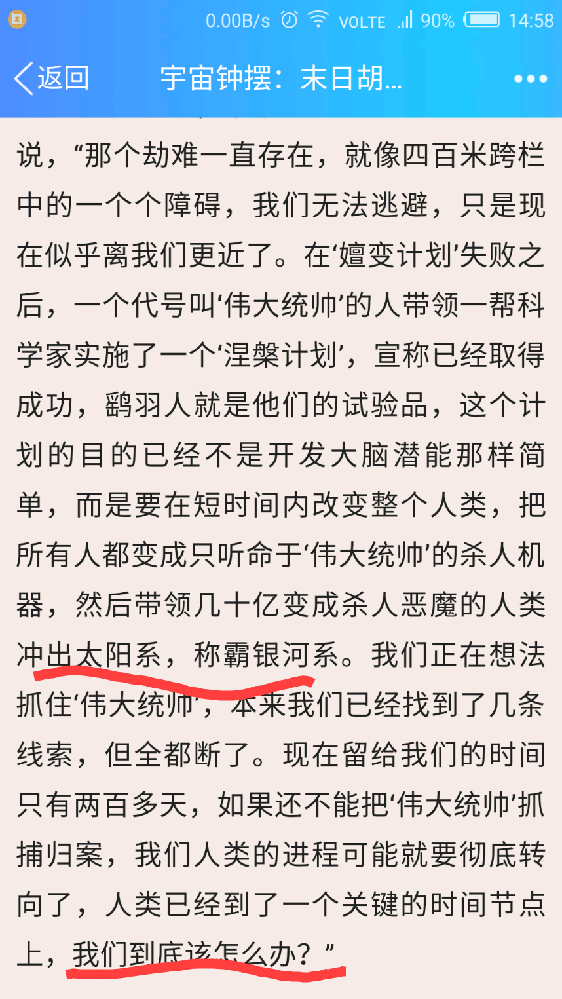 0.00B/s VOLTE 90% 14:58
返回 宇宙钟摆：末日胡...
说，“那个劫难一直存在，就像四百米跨栏
中的一个个障碍，我们无法逃避，只是现
在似乎离我们更近了。在‘嬗变计划’失败之
后，一个代号叫‘伟大统帅’的人带领一帮科
学家实施了一个‘涅槃计划’，宣称已经取得
成功，鹞羽人就是他们的试验品，这个计
划的目的已经不是开发大脑潜能那样简
单，而是要在短时间内改变整个人类，把
所有人都变成只听命于‘伟大统帅’的杀人机
器，然后带领几十亿变成杀人恶魔的人类
冲出太阳系，称霸银河系。我们正在想法
抓住‘伟大统帅’，本来我们已经找到了几条
线索，但全都断了。现在留给我们的时间
只有两百多天，如果还不能把‘伟大统帅’抓
捕归案，我们人类的进程可能就要彻底转
向了，人类已经到了一个关键的时间节点
上，我们到底该怎么办？”